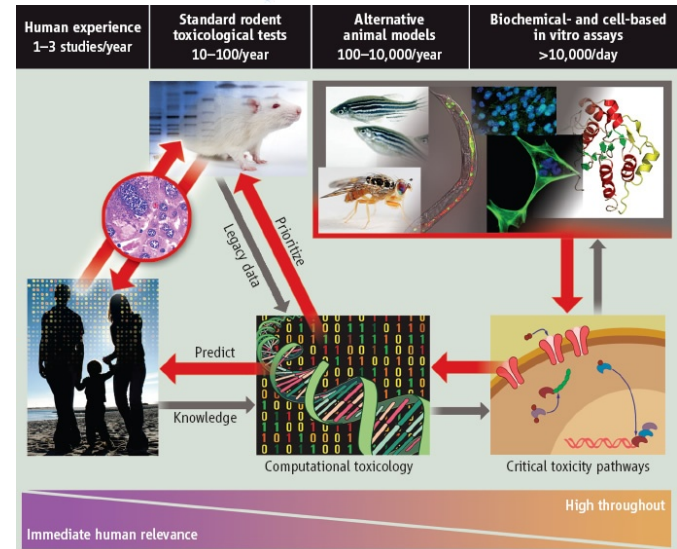 Human experience
1–3 studies/year
Standard rodent
toxicological tests
10–100/year
Alternative
animal models
100–10,000/year
Biochemical- and cell-based
in vitro assays
>10,000/day
Prioritize
Legacy data
Predict
Knowledge
Computational toxicology
Critical toxicity pathways
High throughout
Immediate human relevance